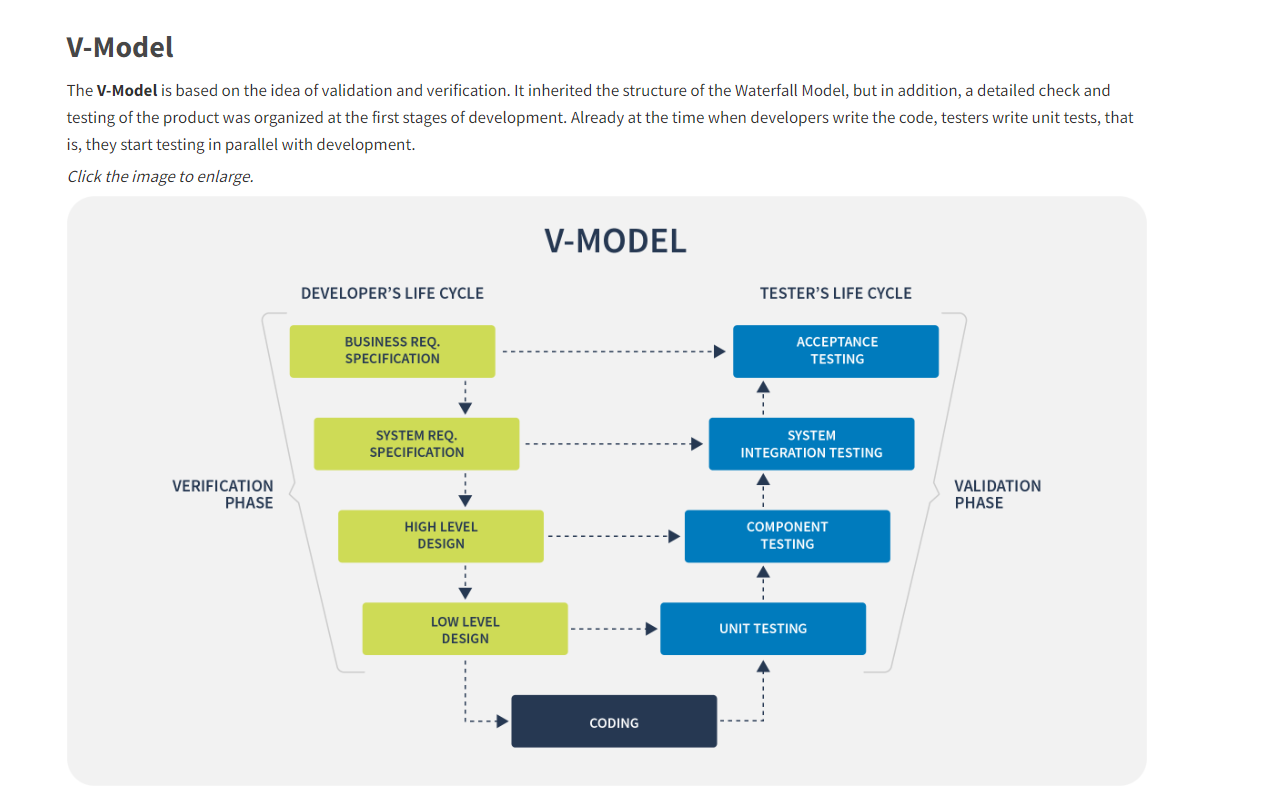 V-Model
The V-Model is based on the idea of validation and verification. It inherited the structure of the Waterfall Model, but in addition, a detailed check and
testing of the product was organized at the first stages of development. Already at the time when developers write the code, testers write unit tests, that
is, they start testing in parallel with development.
Click the image to enlarge.
V-MODEL
DEVELOPER'S LIFE CYCLE
TESTER'S LIFE CYCLE
BUSINESS REQ.
SPECIFICATION
ACCEPTANCE
TESTING
SYSTEM REQ.
SPECIFICATION
SYSTEM
INTEGRATION TESTING
VERIFICATION
PHASE
VALIDATION
PHASE
HIGH LEVEL
DESIGN
COMPONENT
TESTING
LOW LEVEL
DESIGN
UNIT TESTING
CODING